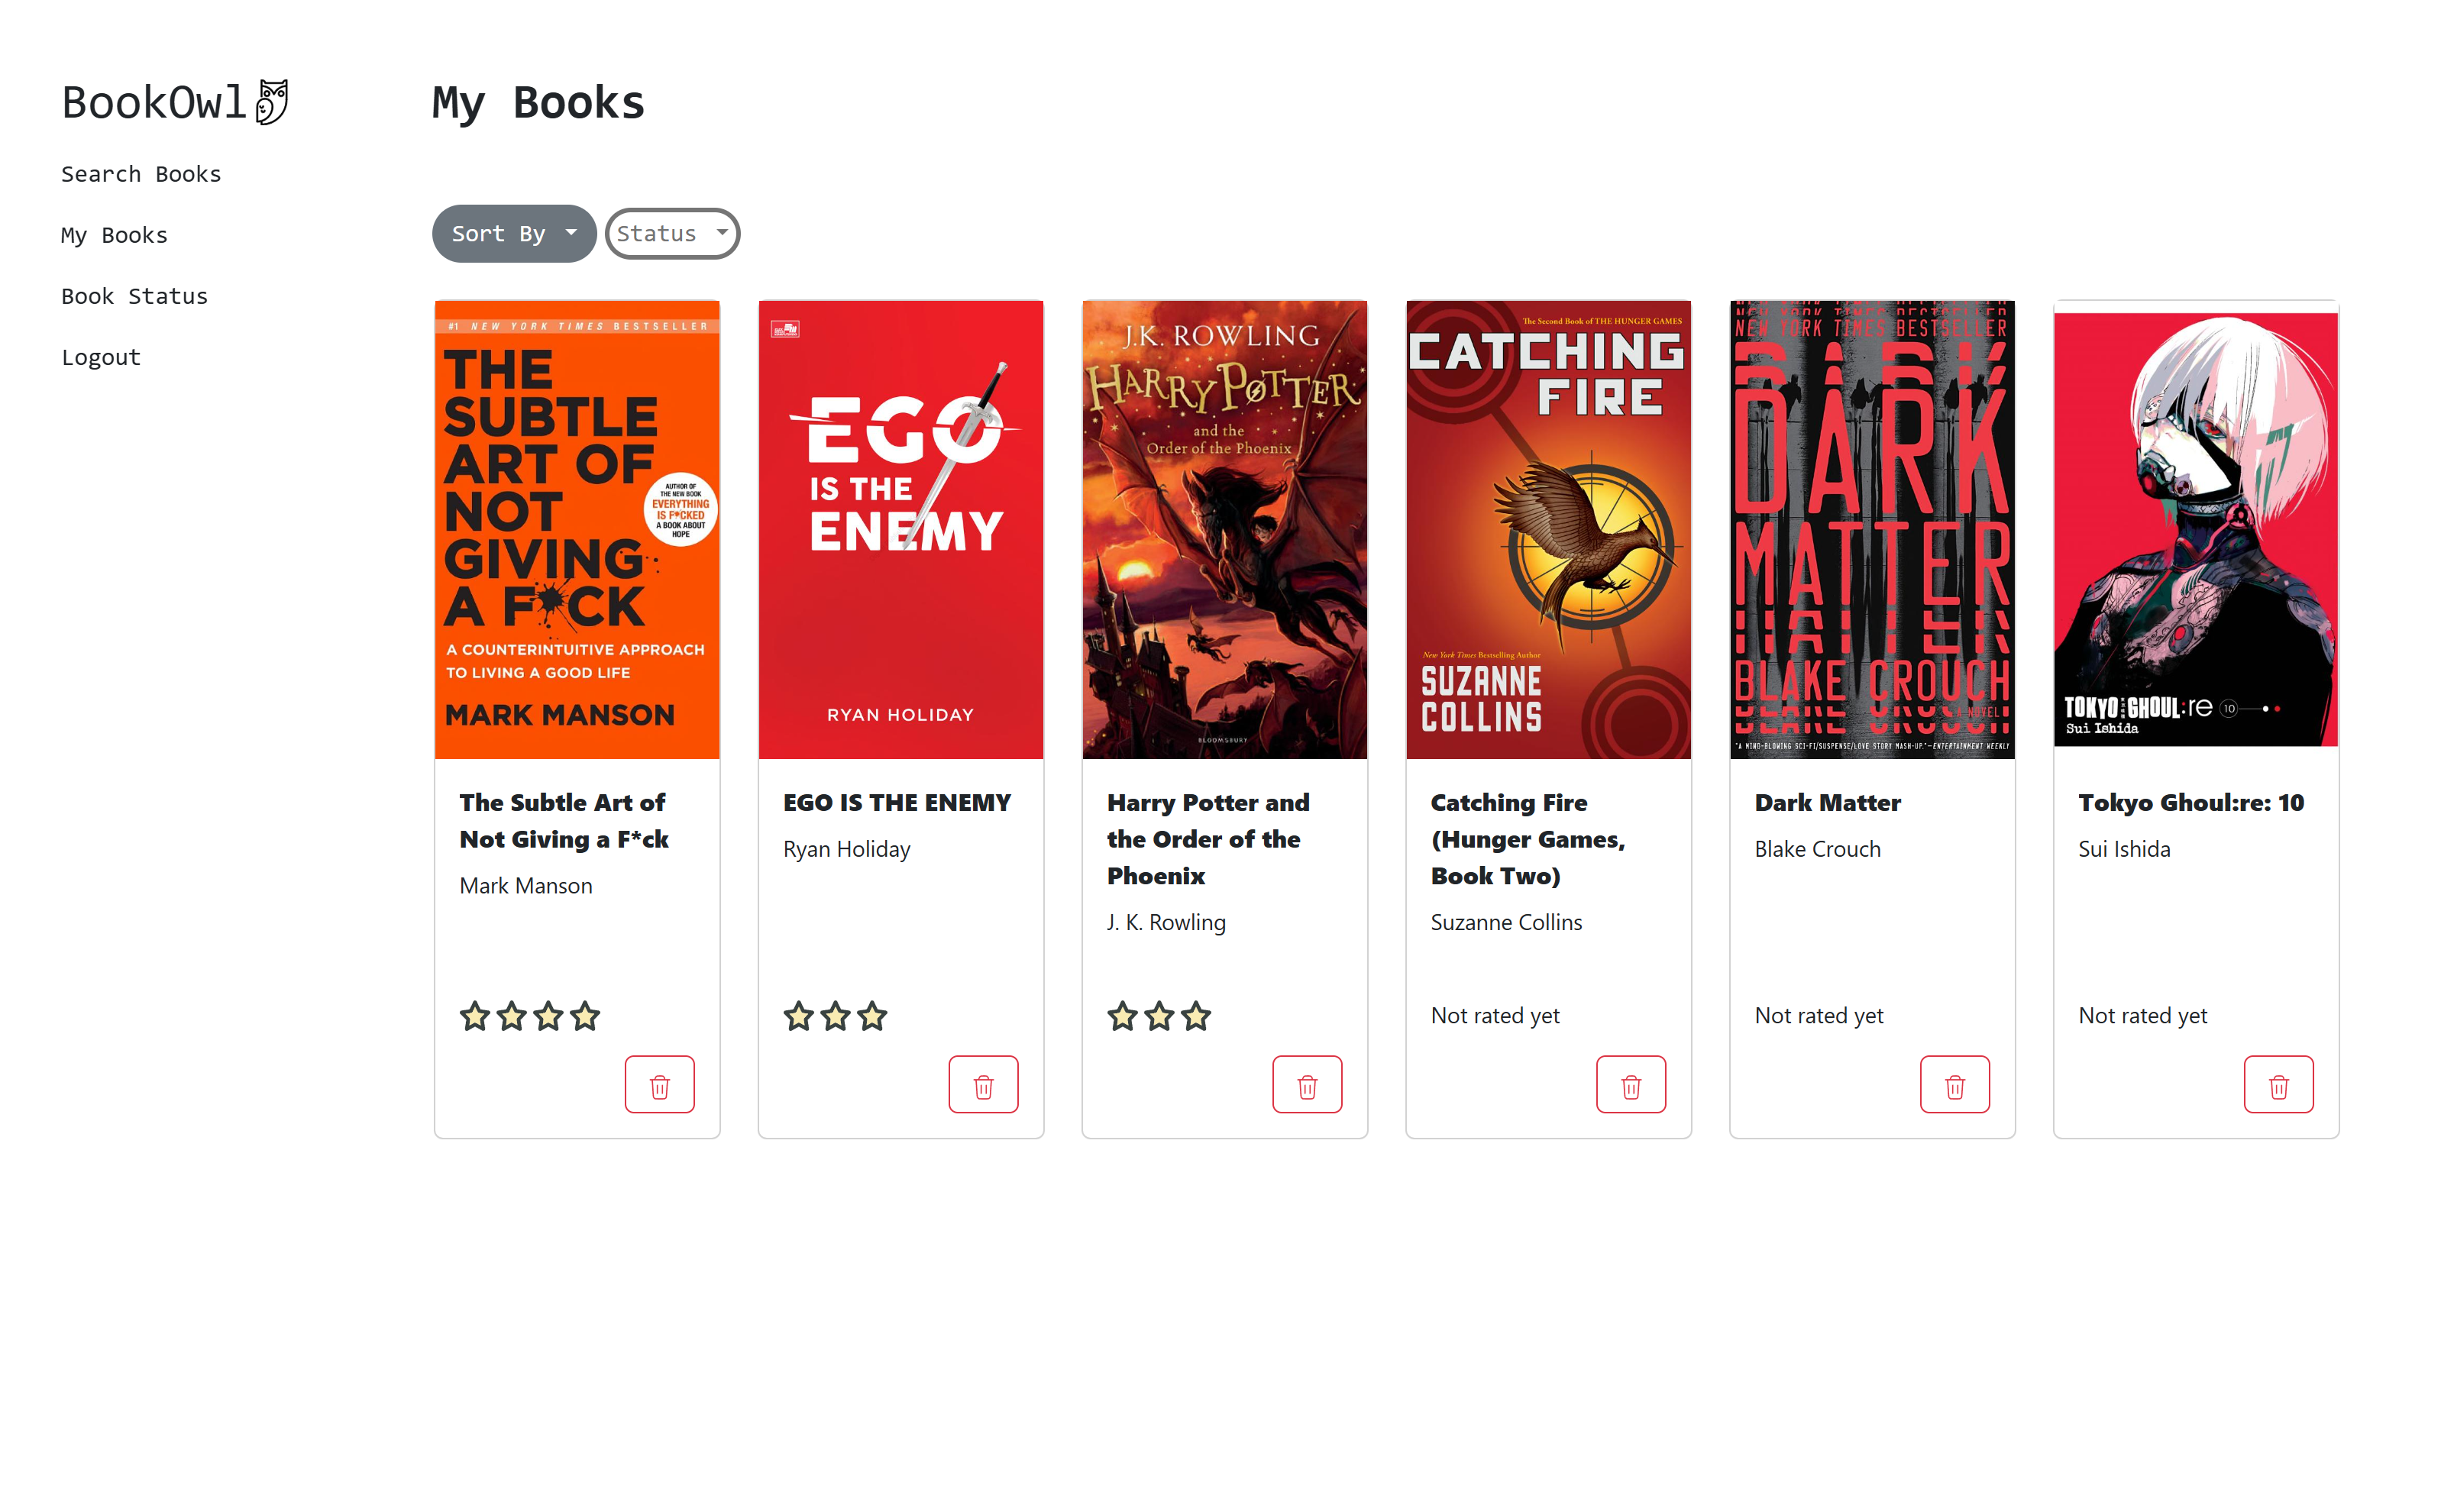 BookOwl
Search Books
My Books
Book Status
Logout
My Books
Sort By
Status
#1 NEW YORK TIMES BESTSELLER
THE
SUBTLE
ART OF
NOT
GIVING
A F*CK
AUTHOR OF
THE NEW BOOK
EVERYTHING
IS F*CKED
A BOOK ABOUT
HOPE
A COUNTERINTUITIVE APPROACH
TO LIVING A GOOD LIFE
MARK MANSON
The Subtle Art of
Not Giving a F*ck
Mark Manson
EGO
IS THE
ENEMY
RYAN HOLIDAY
EGO IS THE ENEMY
Ryan Holiday
J.K. ROWLING
HARRY POTTER
and the
Order of the Phoenix
BLOOMSBURY
Harry Potter and
the Order of the
Phoenix
J. K. Rowling
The Second Book of THE HUNGER GAMES
CATCHING
FIRE
New York Times Bestselling Author
SUZANNE
COLLINS
Catching Fire
(Hunger Games,
Book Two)
Suzanne Collins
Not rated yet
NEW YORK TIMES BESTSELLER
DARK
MATTER
BLAKE CROUCH
A NOVEL
"A MIND-BLOWING SCI-FI/SUSPENSE/LOVE STORY MASH-UP."—ENTERTAINMENT WEEKLY
Dark Matter
Blake Crouch
Not rated yet
TOKYO GHOUL:re 10
Sui Ishida
Tokyo Ghoul:re: 10
Sui Ishida
Not rated yet